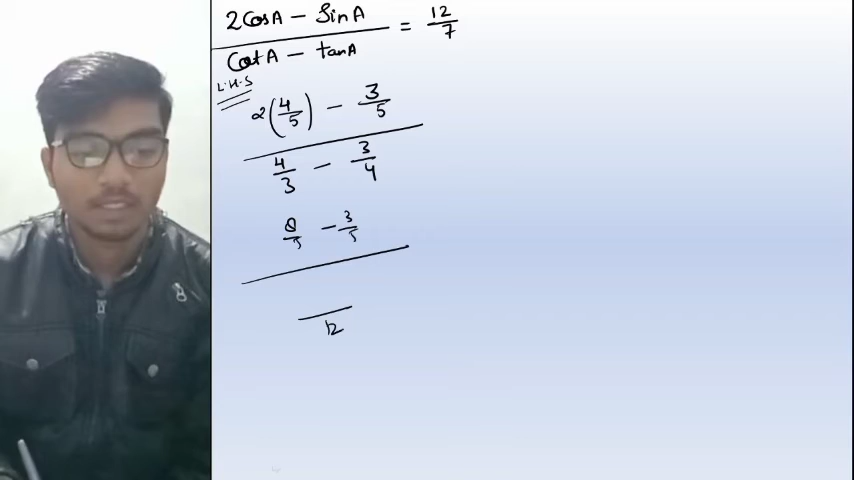 2CosA - SinA
= 12/7
CotA - tanA
L.H.S
2(4/5) - 3/5
4/3 - 3/4
8/5 - 3/5
12